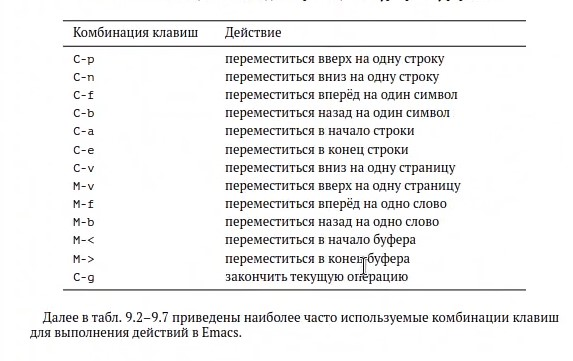 Комбинация клавиш Действие
C-p переместиться вверх на одну строку
C-n переместиться вниз на одну строку
C-f переместиться вперёд на один символ
C-b переместиться назад на один символ
C-a переместиться в начало строки
C-e переместиться в конец строки
C-v переместиться вниз на одну страницу
M-v переместиться вверх на одну страницу
M-f переместиться вперёд на одно слово
M-b переместиться назад на одно слово
M-< переместиться в начало буфера
M-> переместиться в конец буфера
C-g закончить текущую операцию
Далее в табл. 9.2–9.7 приведены наиболее часто используемые комбинации клавиш
для выполнения действий в Emacs.